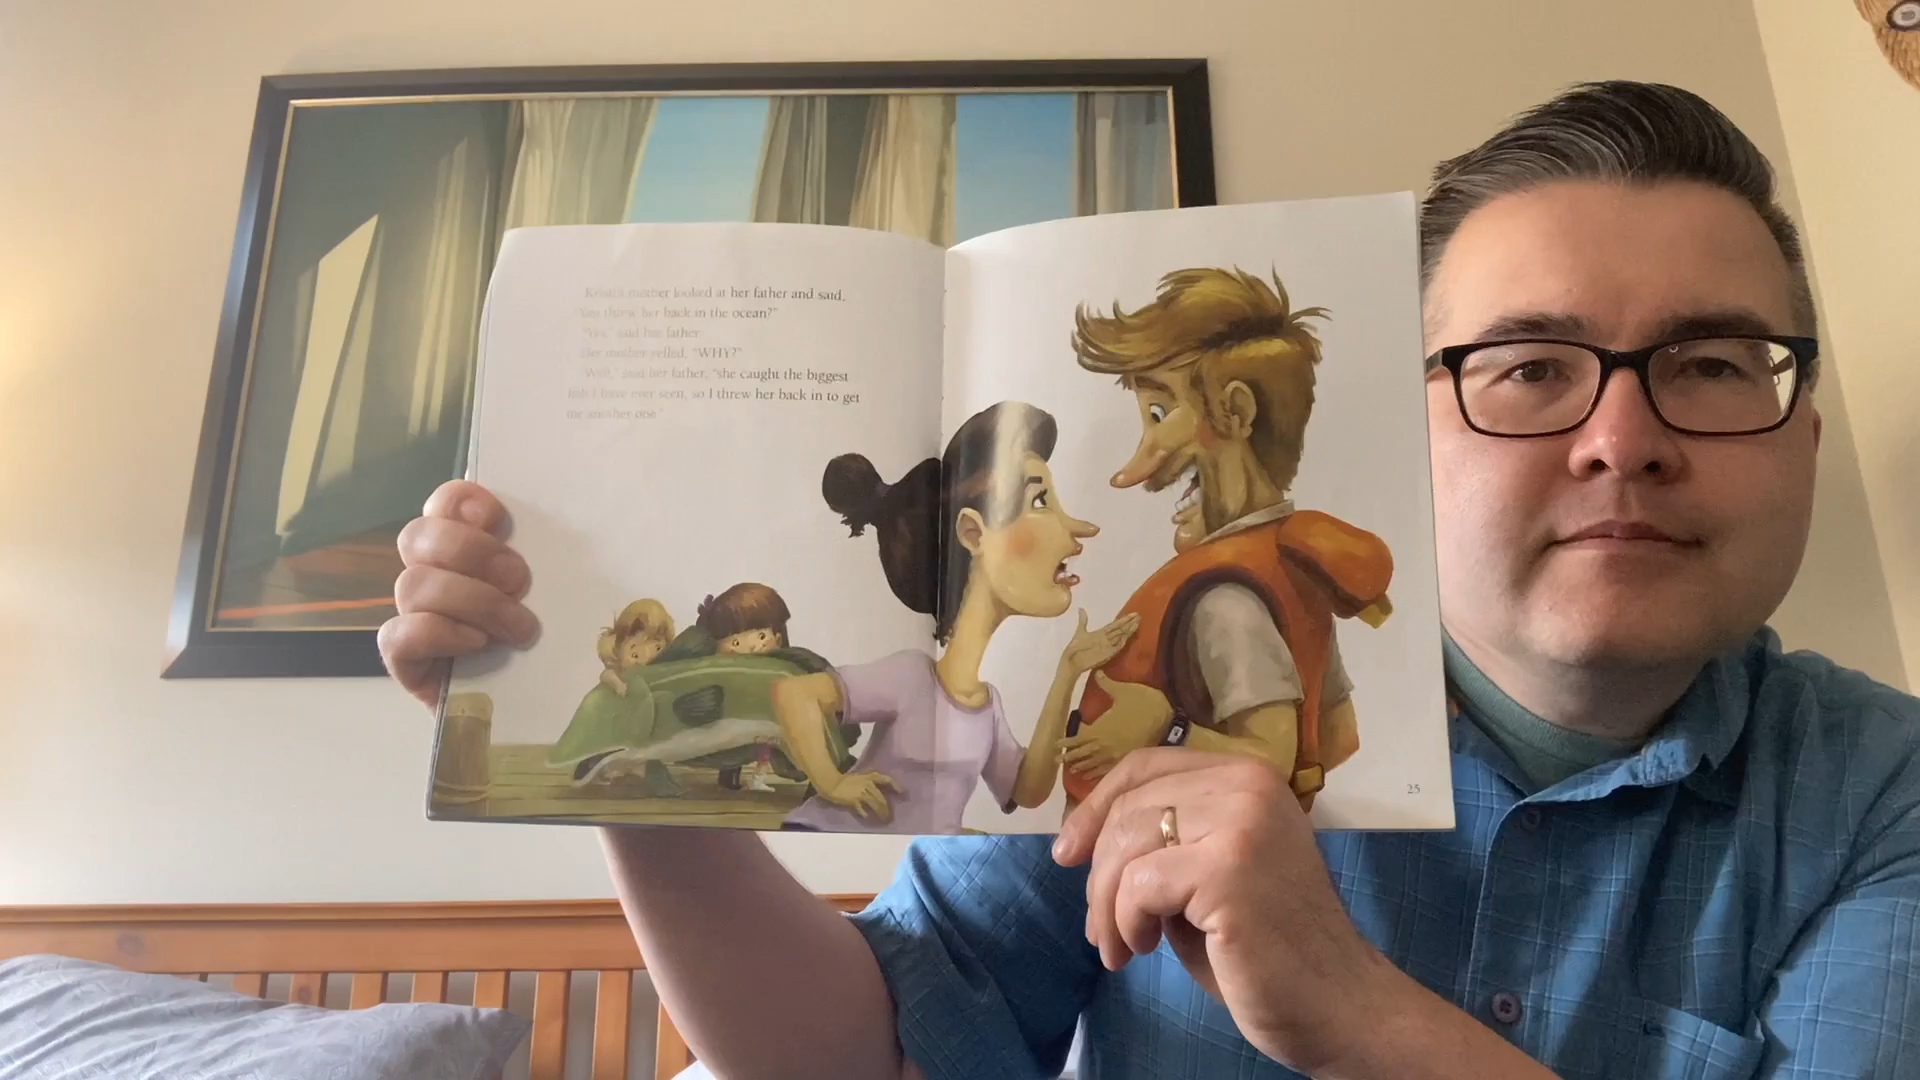 Kristi's mother looked at her father and said,
"You threw her back in the ocean?"
"Yes," said her father.
Her mother yelled, "WHY?"
"Well," said her father, "she caught the biggest
fish I have ever seen, so I threw her back in to get
me another one."
25